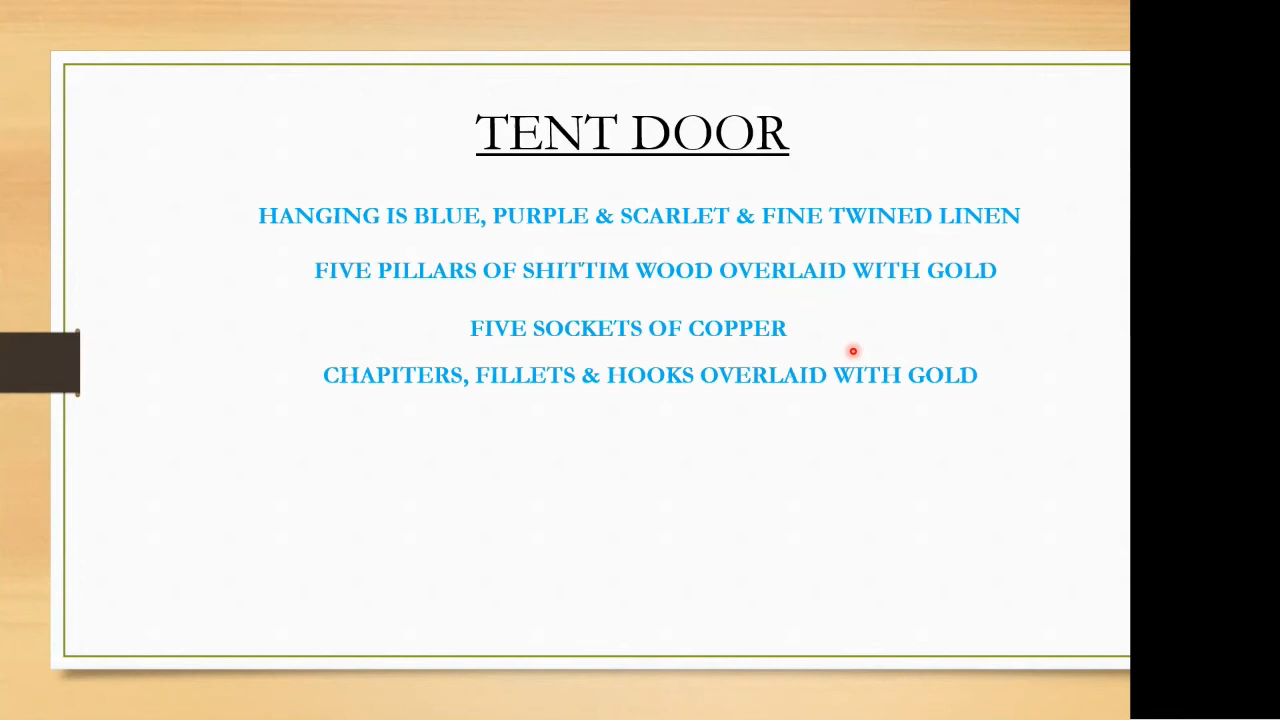 TENT DOOR
HANGING IS BLUE, PURPLE & SCARLET & FINE TWINED LINEN
FIVE PILLARS OF SHITTIM WOOD OVERLAID WITH GOLD
FIVE SOCKETS OF COPPER
CHAPITERS, FILLETS & HOOKS OVERLAID WITH GOLD